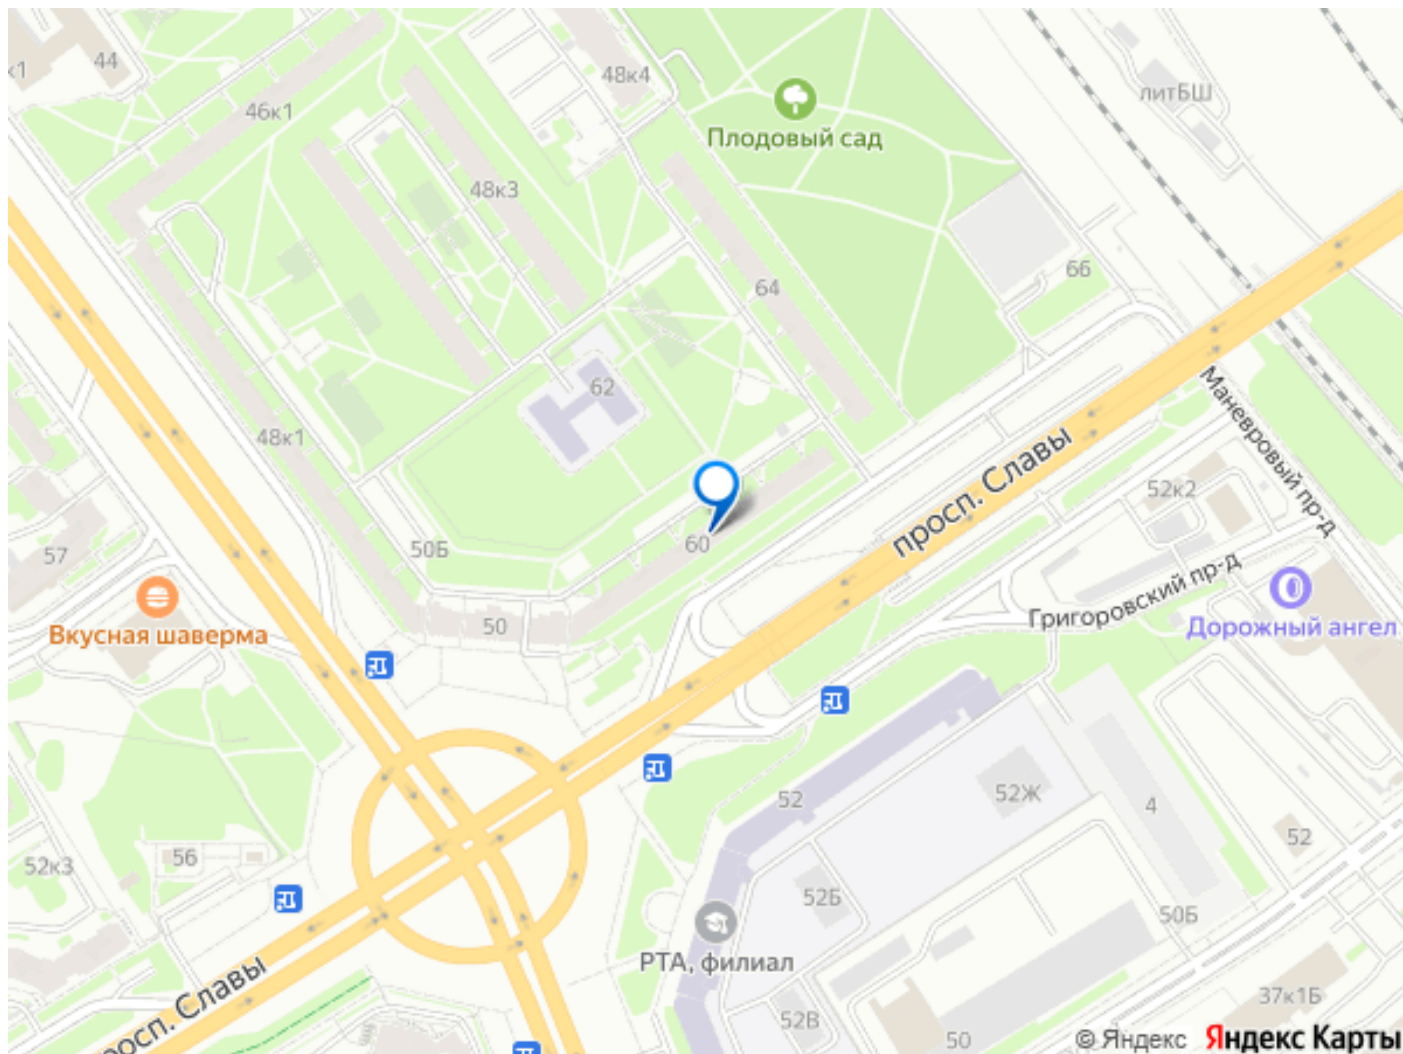 к1
44
48к4
46к1
литБШ
Плодовый сад
48к3
66
64
62
Маневровый пр-д
48к1
просп. Славы
52к2
60
50Б
57
Григоровский пр-д
Вкусная шаверма
50
Дорожный ангел
52
52Ж
4
52
56
52к3
52Б
50Б
РТА, филиал
просп. Славы
37к1Б
52В
50
© Яндекс Яндекс Карты